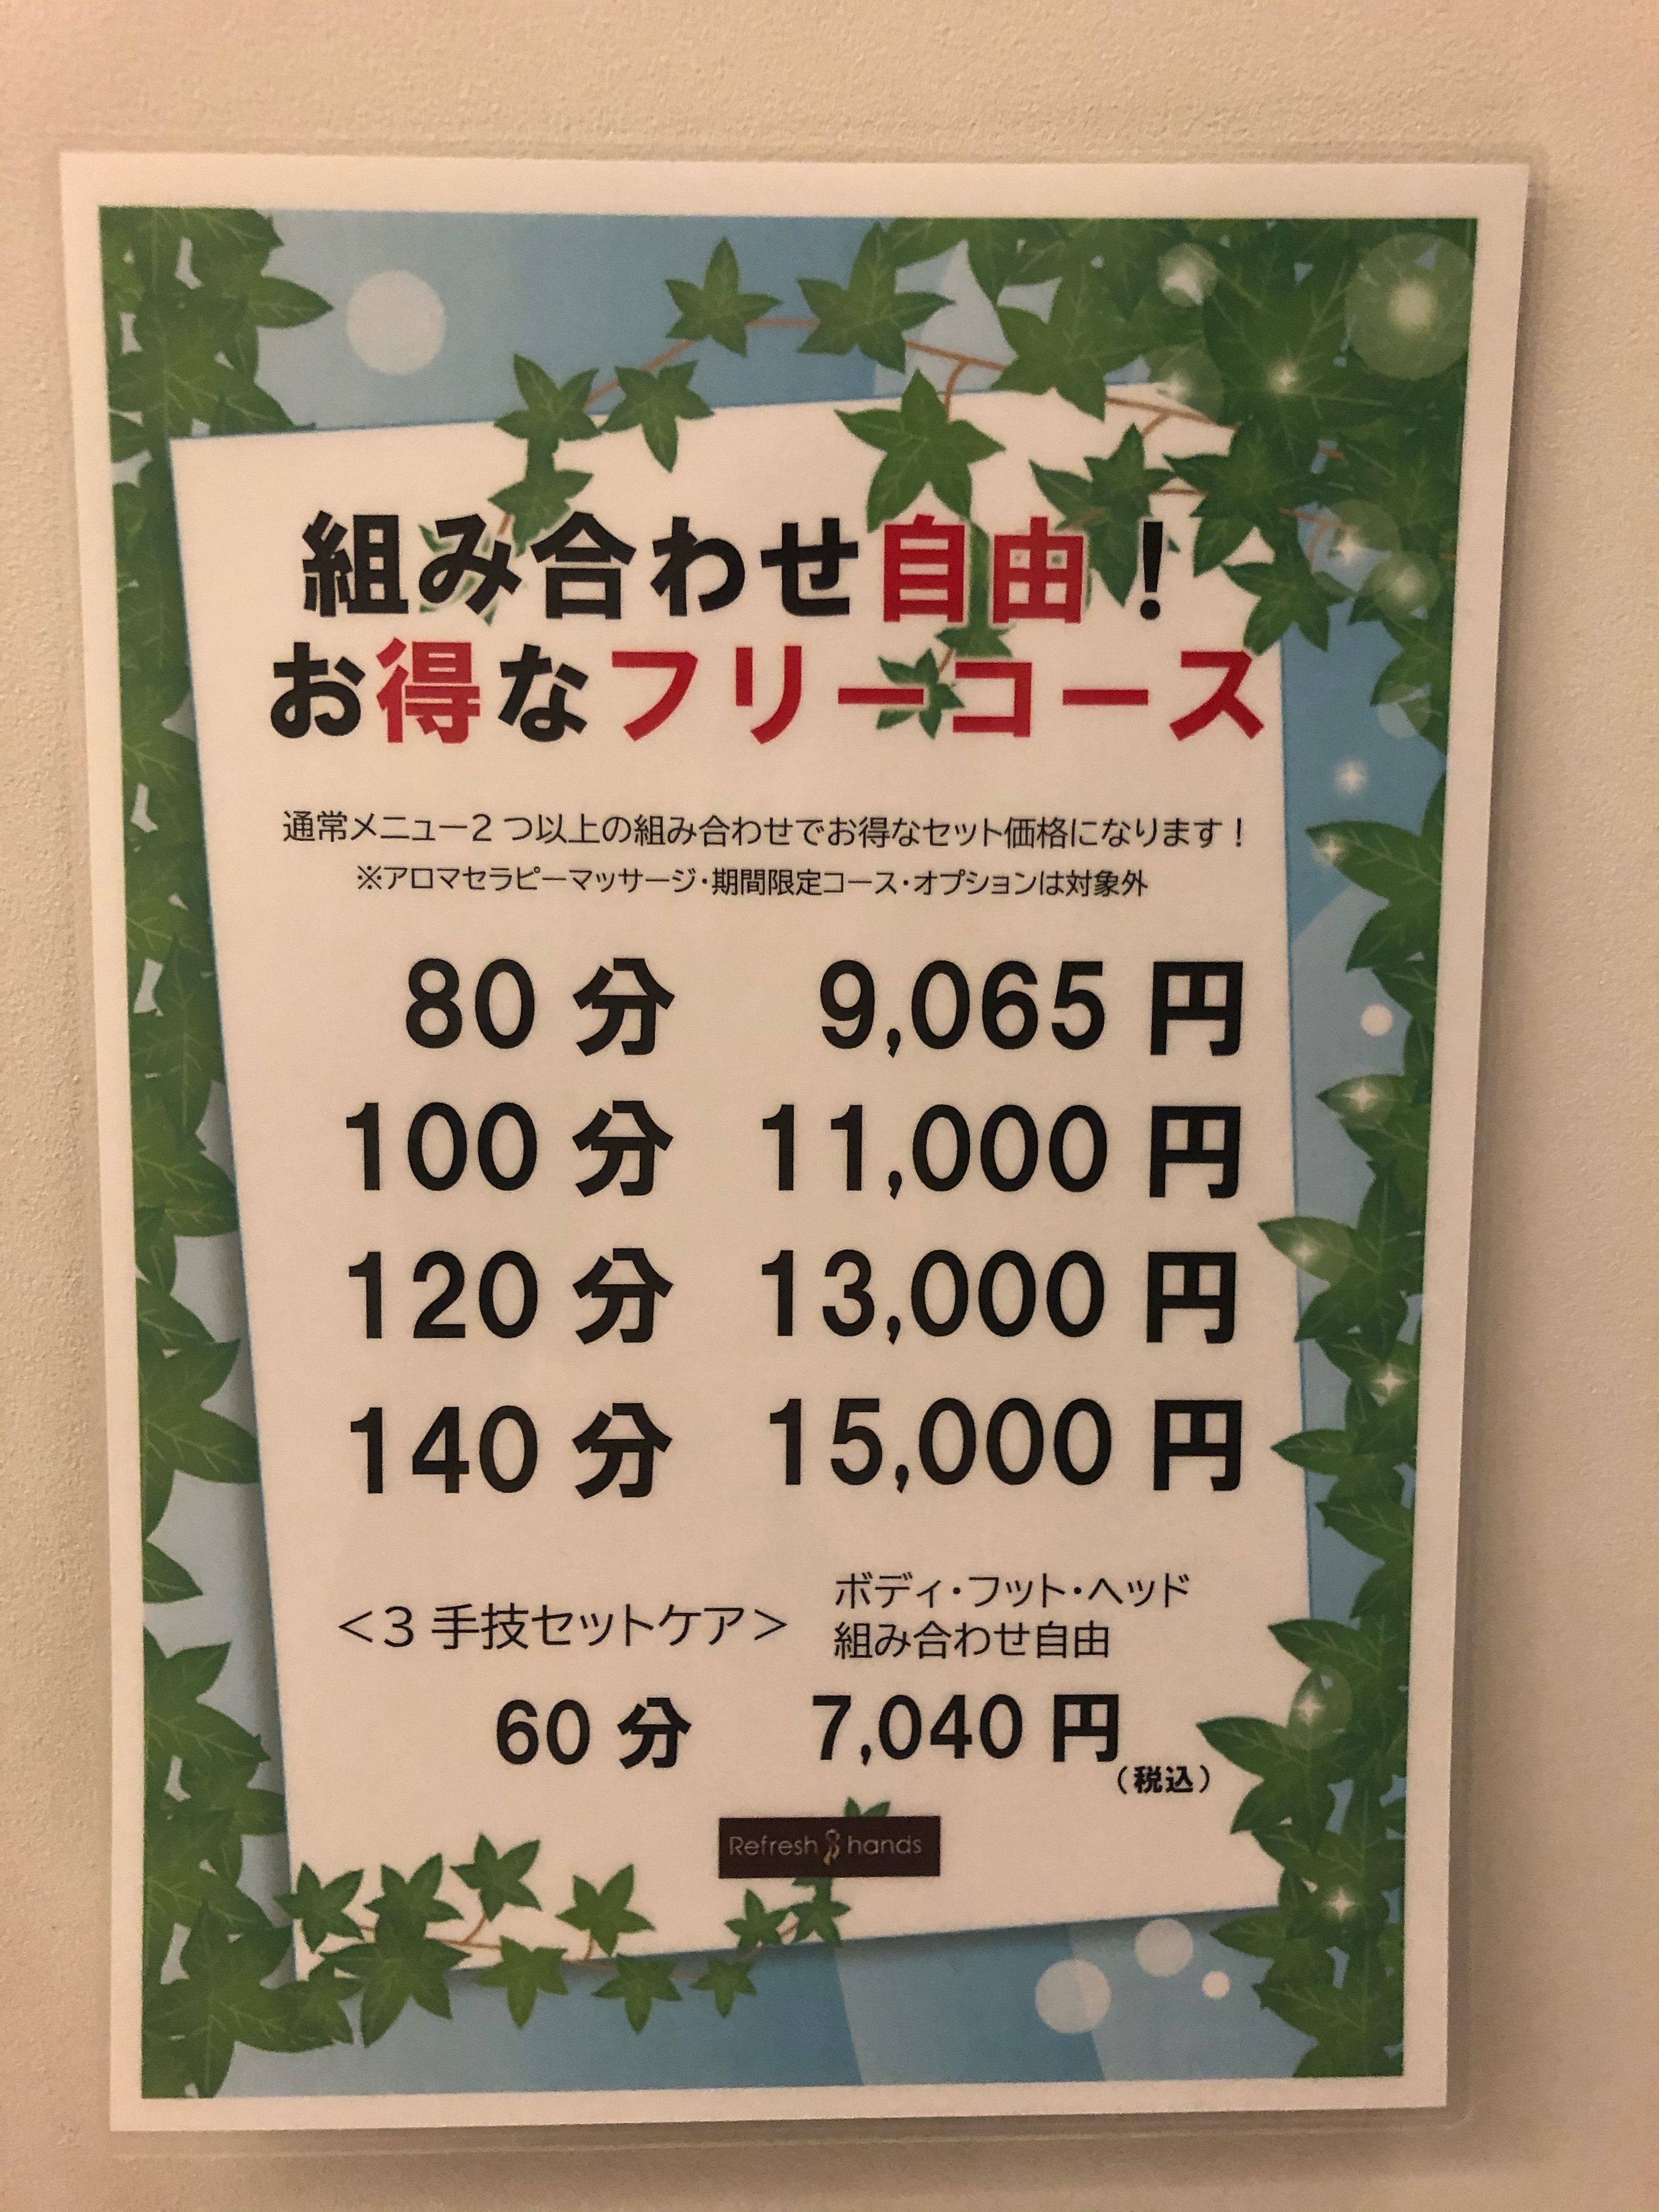 組み合わせ自由！
お得なフリーコース
通常メニュー2つ以上の組み合わせでお得なセット価格になります！
※アロマセラピーマッサージ・期間限定コース・オプションは対象外
80分 9,065円
100分 11,000円
120分 13,000円
140分 15,000円
＜3手技セットケア＞ ボディ・フット・ヘッド
組み合わせ自由
60分 7,040円
（税込）
Refresh hands